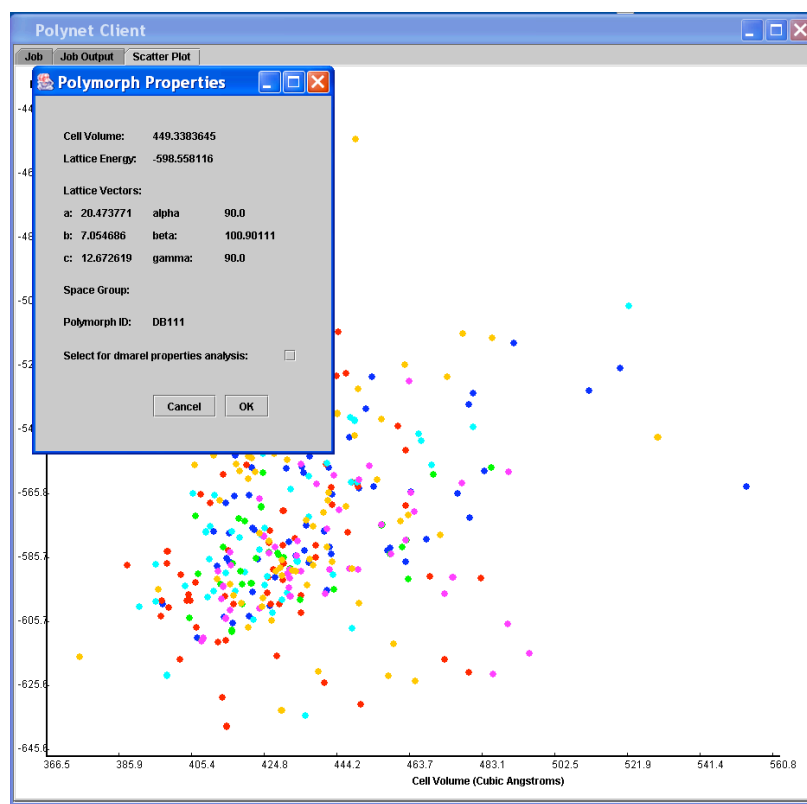 Polynet Client
Job Job Output Scatter Plot
Polymorph Properties
Cell Volume: 449.3383645
Lattice Energy: -598.558116
Lattice Vectors:
a: 20.473771 alpha 90.0
b: 7.054686 beta: 100.90111
c: 12.672619 gamma: 90.0
Space Group:
Polymorph ID: DB111
Select for dmarel properties analysis:
Cancel OK
-565.8
-585.7
-605.7
-625.6
-645.6
366.5 385.9 405.4 424.8 444.2 463.7 483.1 502.5 521.9 541.4 560.8
Cell Volume (Cubic Angstroms)